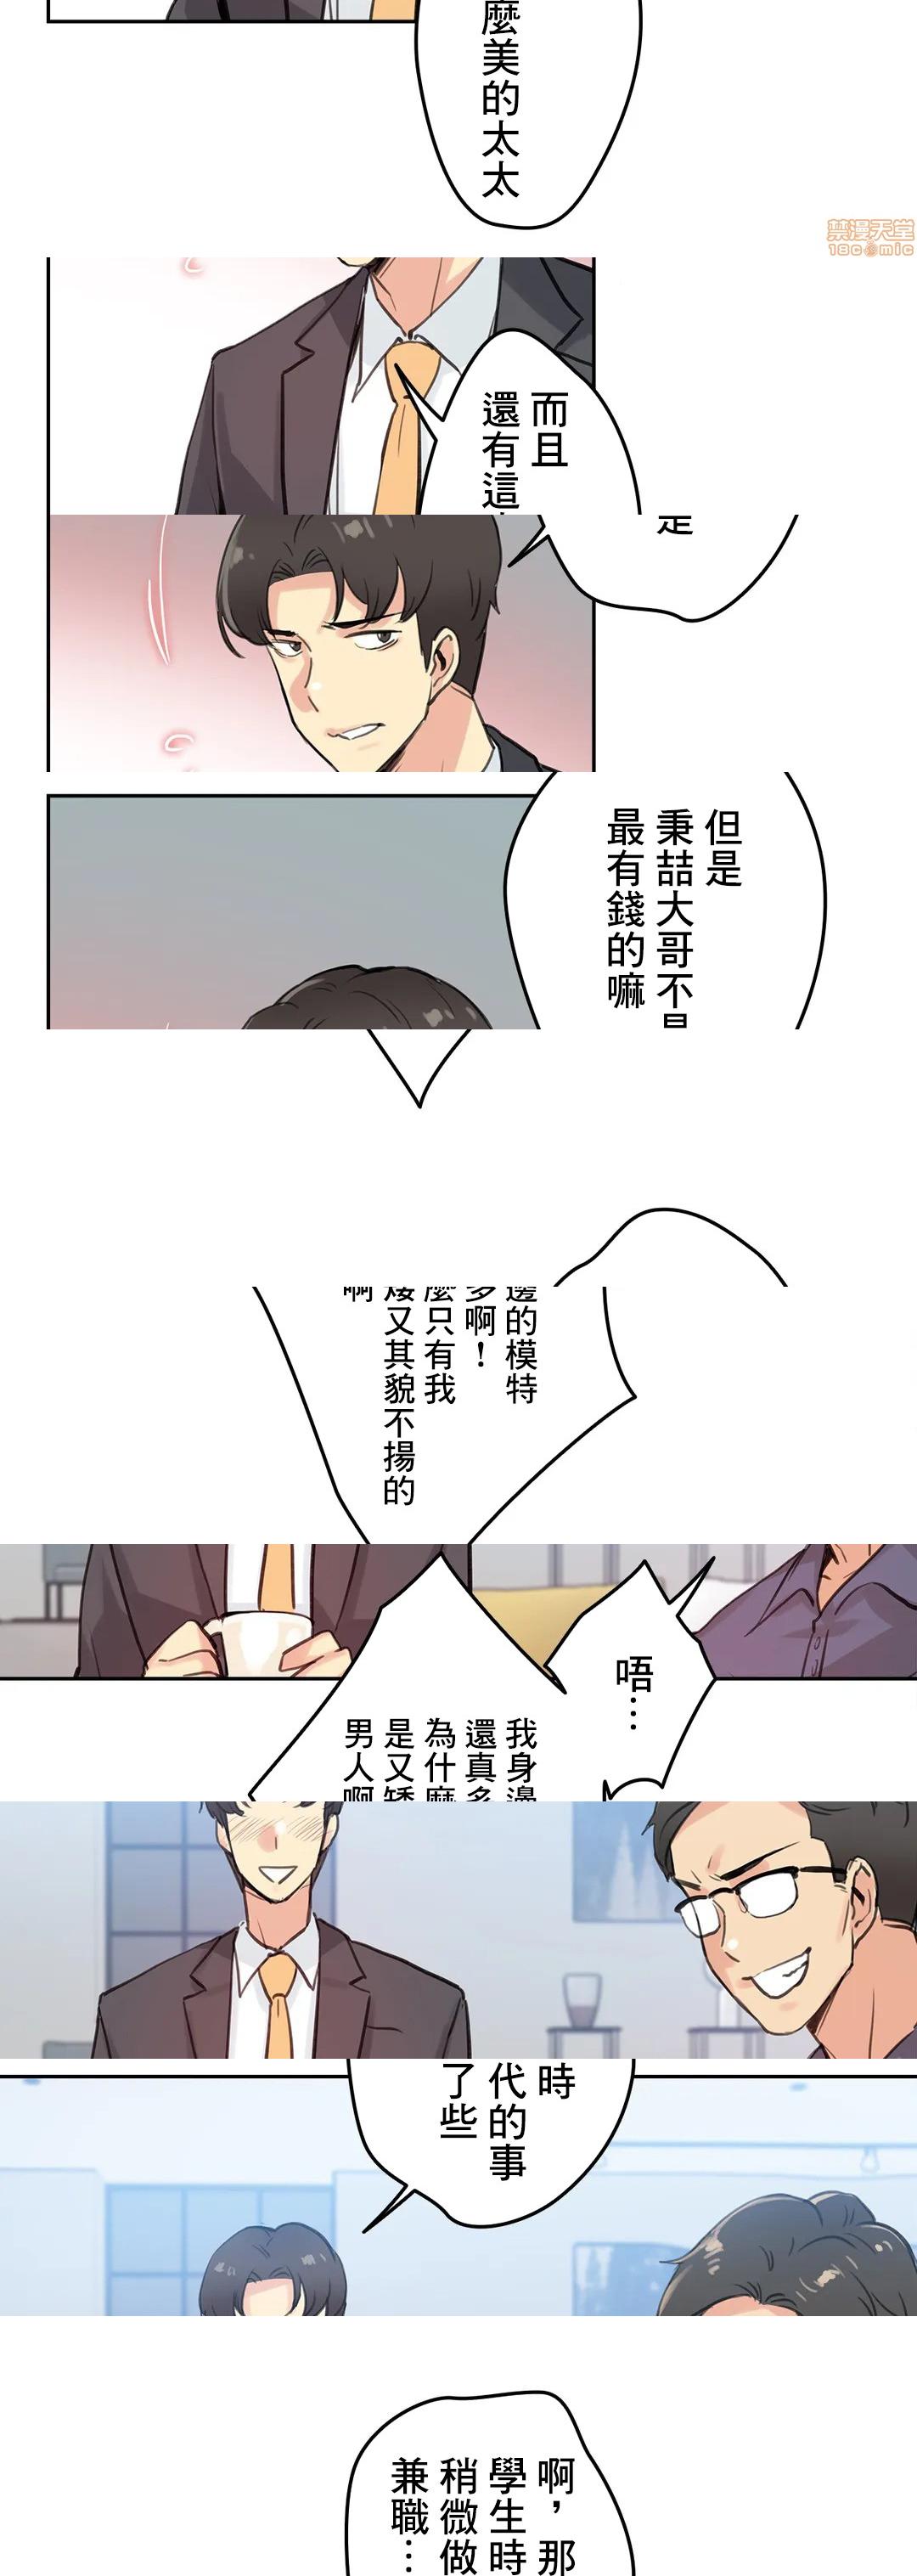 麼美的太太
禁漫天堂
18comic
而且
還有這
是
但是
秉喆大哥不是
最有錢的嘛
邊的模特
多啊！
麼只有我
矮又其貌不揚的
啊
唔…
我身邊
還真多
為什麼
是又矮
男人啊
時
代的事
了些
啊，那
學生時
稍微做
兼職…